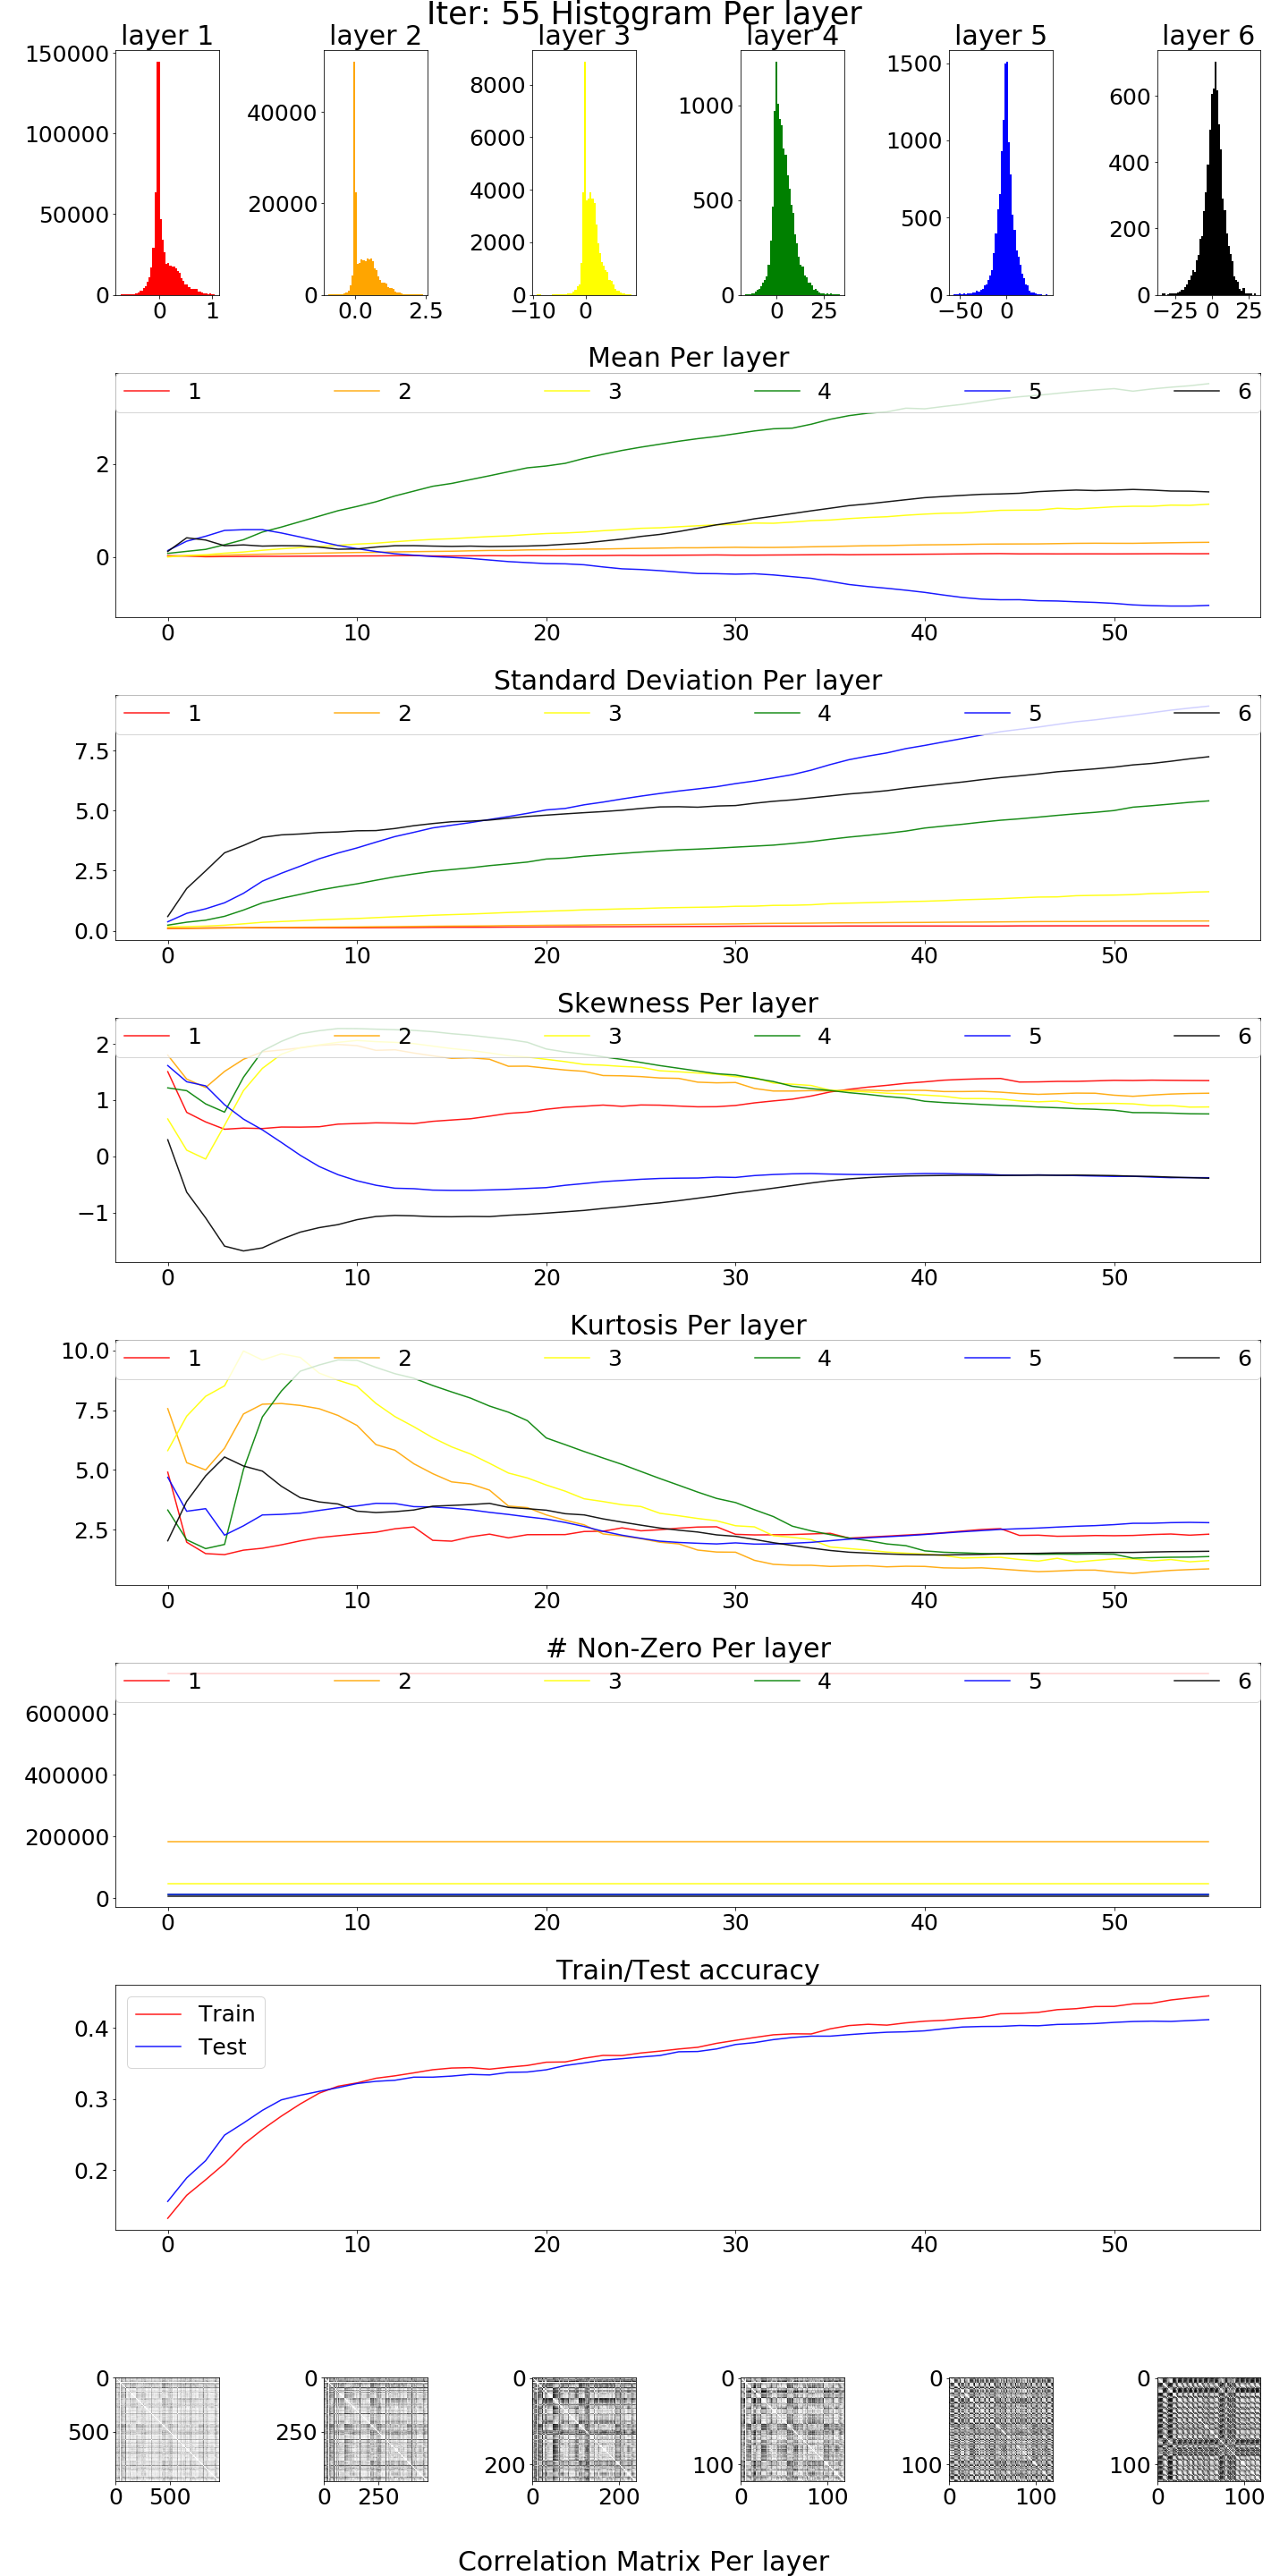 Iter: 55 Histogram Per layer
layer 1 layer 2 layer 3 layer 4 layer 5 layer 6
150000
100000
50000
0
0 1
40000
20000
0
0.0 2.5
8000
6000
4000
2000
0
−10 0
1000
500
0
0 25
1500
1000
500
0
−50 0
600
400
200
0
−25 0 25
Mean Per layer
1 2 3 4 5 6
2
0
0 10 20 30 40 50
Standard Deviation Per layer
1 2 3 4 5 6
7.5
5.0
2.5
0.0
0 10 20 30 40 50
Skewness Per layer
1 2 3 4 5 6
2
1
0
−1
0 10 20 30 40 50
Kurtosis Per layer
1 2 3 4 5 6
10.0
7.5
5.0
2.5
0 10 20 30 40 50
# Non-Zero Per layer
1 2 3 4 5 6
600000
400000
200000
0
0 10 20 30 40 50
Train/Test accuracy
Train
Test
0.4
0.3
0.2
0 10 20 30 40 50
0
500
0 500
0
250
0 250
0
200
0 200
0
100
0 100
0
100
0 100
0
100
0 100
Correlation Matrix Per layer